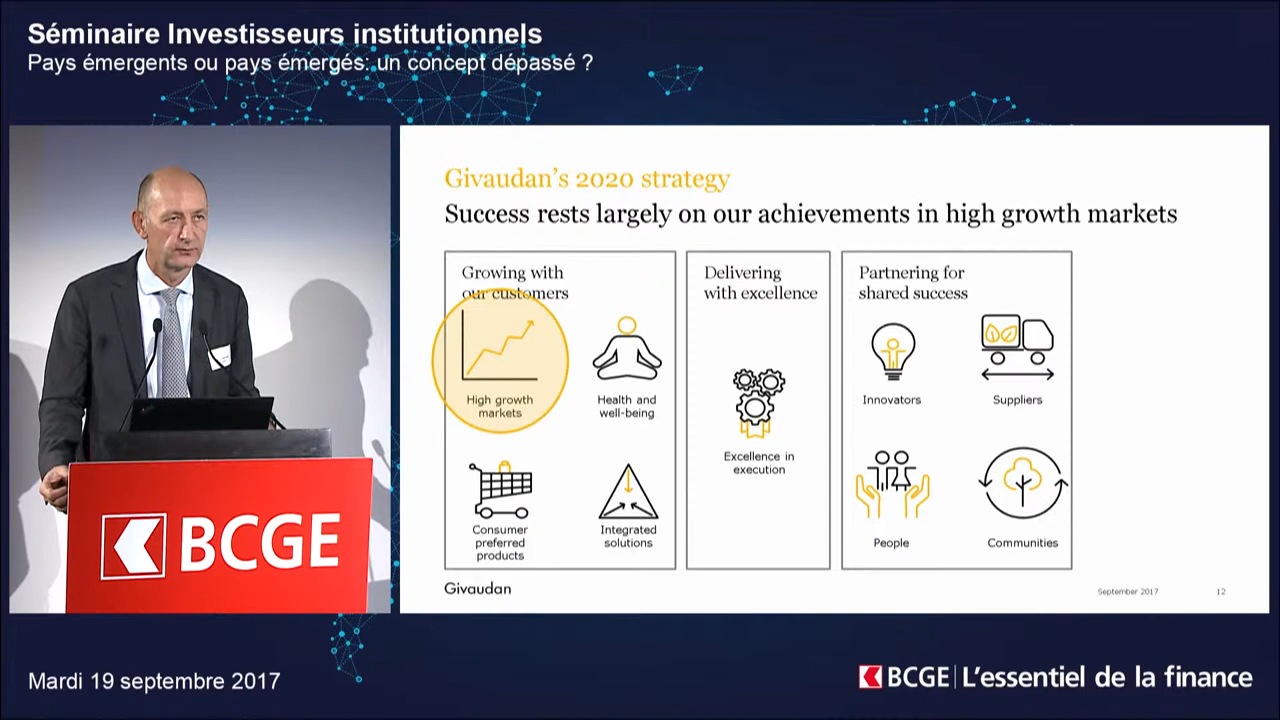 Séminaire Investisseurs institutionnels
Pays émergents ou pays émergés: un concept dépassé ?
Givaudan's 2020 strategy
Success rests largely on our achievements in high growth markets
Growing with
our customers
High growth
markets
Health and
well-being
Consumer
preferred
products
Integrated
solutions
Delivering
with excellence
Excellence in
execution
Partnering for
shared success
Innovators
Suppliers
People
Communities
Givaudan
September 2017
12
BCGE
Mardi 19 septembre 2017
BCGE | L'essentiel de la finance